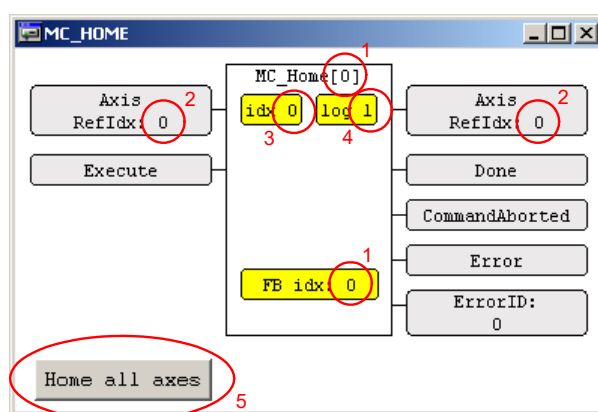 MC_HOME
1
MC_Home[0]
Axis
RefIdx: 0
2
idx 0
log 1
Axis
RefIdx: 0
2
3
4
Execute
Done
CommandAborted
1
FB idx: 0
Error
ErrorID:
0
Home all axes
5